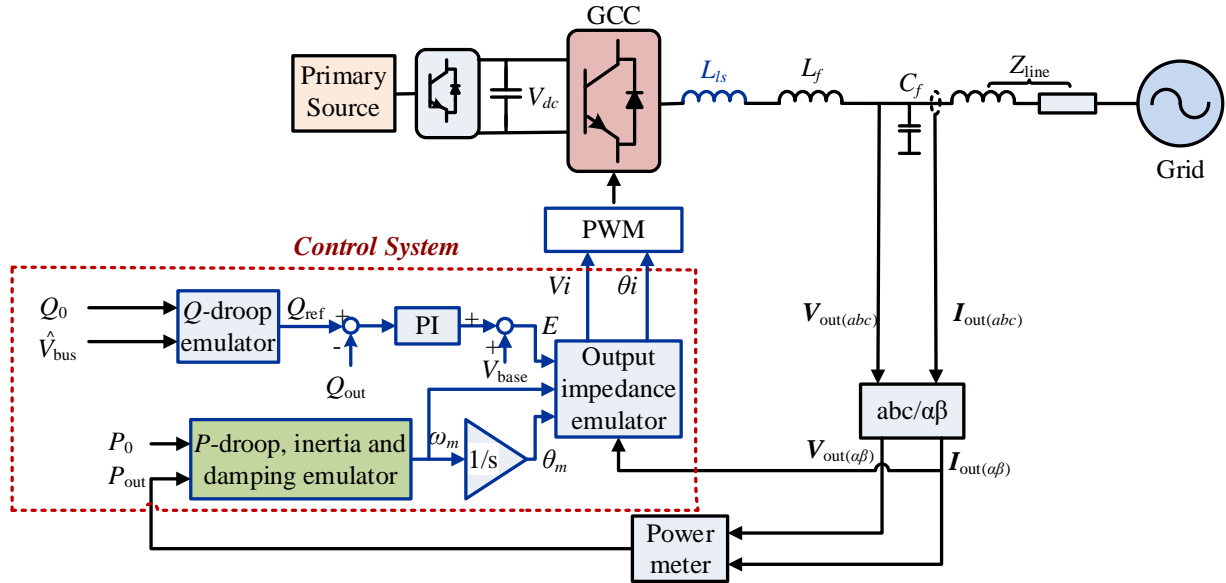 GCC
Primary
Source
V_dc
L_ls
L_f
C_f
Z_line
Grid
PWM
Control System
Vi
θi
Q_0
V̂_bus
Q-droop
emulator
Q_ref
+
-
Q_out
PI
+
+
V_base
E
Output
impedance
emulator
V_out(abc)
I_out(abc)
abc/αβ
P_0
P_out
P-droop, inertia and
damping emulator
ω_m
1/s
θ_m
V_out(αβ)
I_out(αβ)
Power
meter